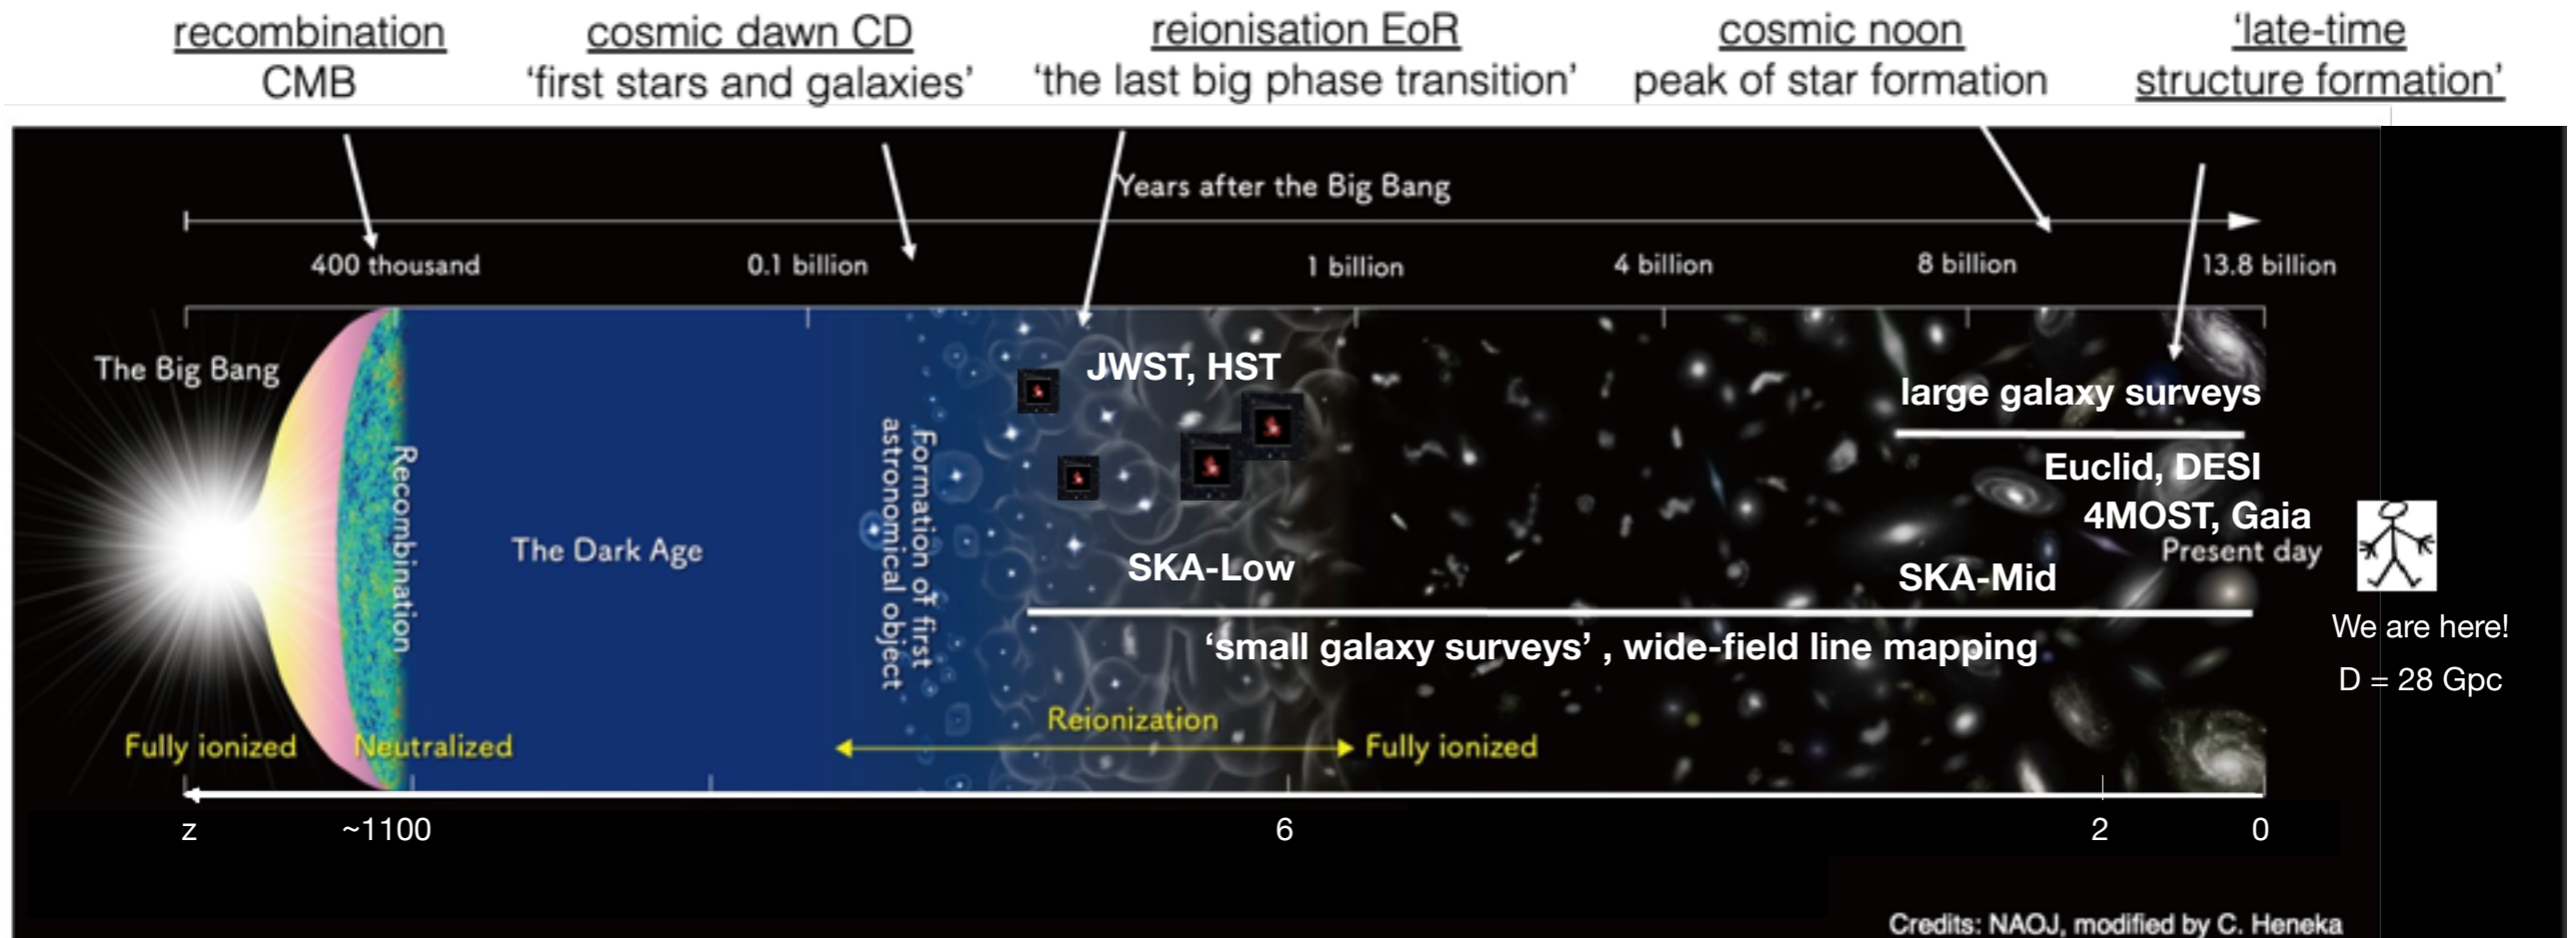 recombination
CMB
cosmic dawn CD
‘first stars and galaxies’
reionisation EoR
‘the last big phase transition’
cosmic noon
peak of star formation
‘late-time
structure formation’
Years after the Big Bang
400 thousand
0.1 billion
1 billion
4 billion
8 billion
13.8 billion
The Big Bang
Recombination
The Dark Age
Formation of first
astronomical object
JWST, HST
SKA-Low
large galaxy surveys
Euclid, DESI
4MOST, Gaia
Present day
SKA-Mid
‘small galaxy surveys’ , wide-field line mapping
We are here!
D = 28 Gpc
Fully ionized
Neutralized
Reionization
Fully ionized
z
~1100
6
2
0
Credits: NAOJ, modified by C. Heneka